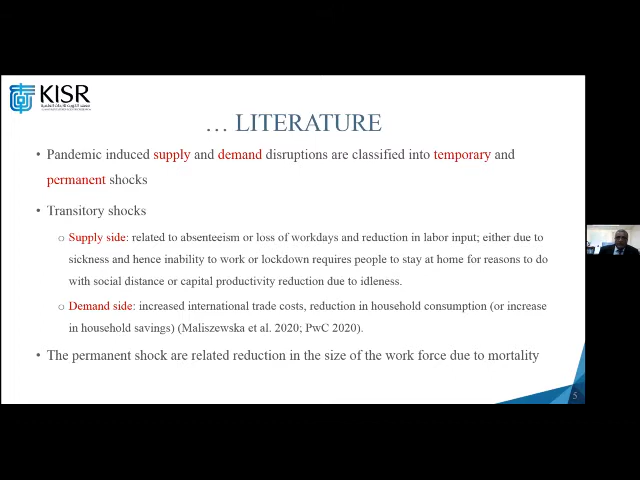 KISR
… LITERATURE
• Pandemic induced supply and demand disruptions are classified into temporary and
permanent shocks
• Transitory shocks
o Supply side: related to absenteeism or loss of workdays and reduction in labor input; either due to
sickness and hence inability to work or lockdown requires people to stay at home for reasons to do
with social distance or capital productivity reduction due to idleness.
o Demand side: increased international trade costs, reduction in household consumption (or increase
in household savings) (Maliszewska et al. 2020; PwC 2020).
• The permanent shock are related reduction in the size of the work force due to mortality
5